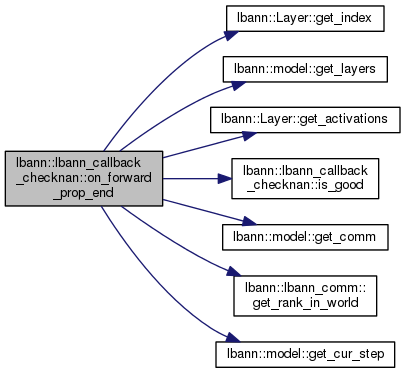 lbann::lbann_callback
_checknan::on_forward
_prop_end
lbann::Layer::get_index
lbann::model::get_layers
lbann::Layer::get_activations
lbann::lbann_callback
_checknan::is_good
lbann::model::get_comm
lbann::lbann_comm::
get_rank_in_world
lbann::model::get_cur_step